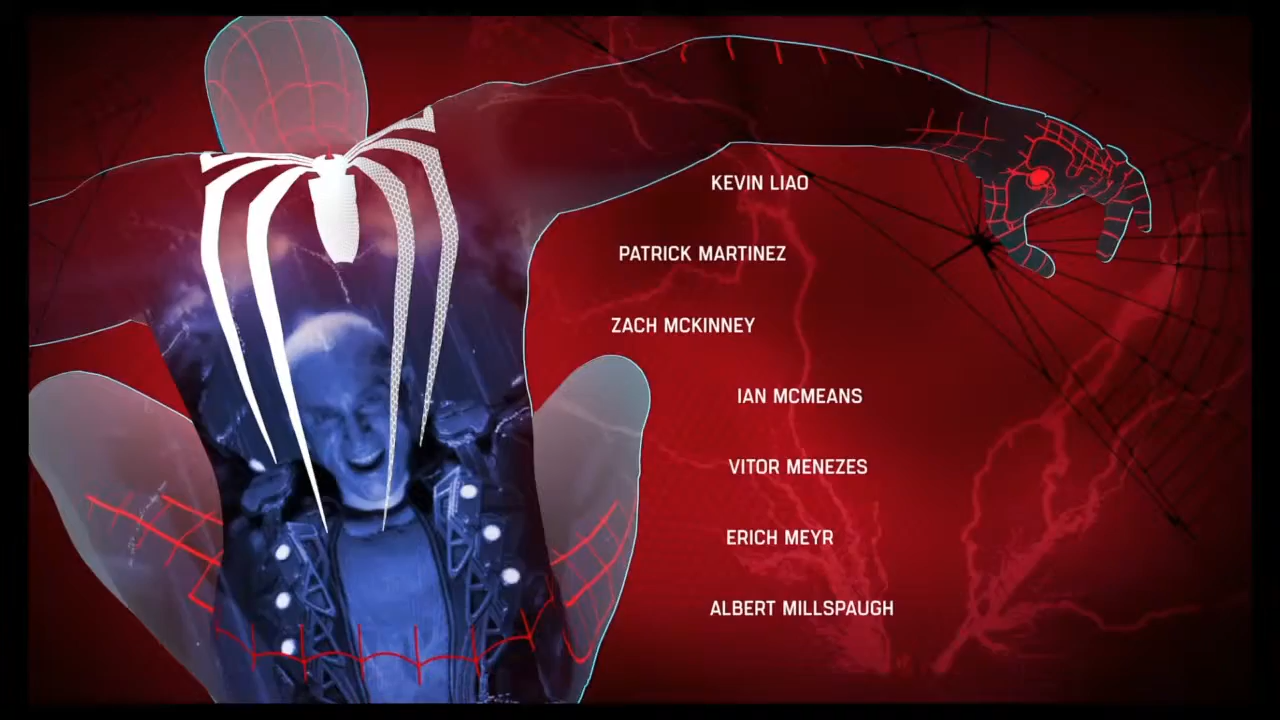 KEVIN LIAO
PATRICK MARTINEZ
ZACH MCKINNEY
IAN MCMEANS
VITOR MENEZES
ERICH MEYR
ALBERT MILLSPAUGH